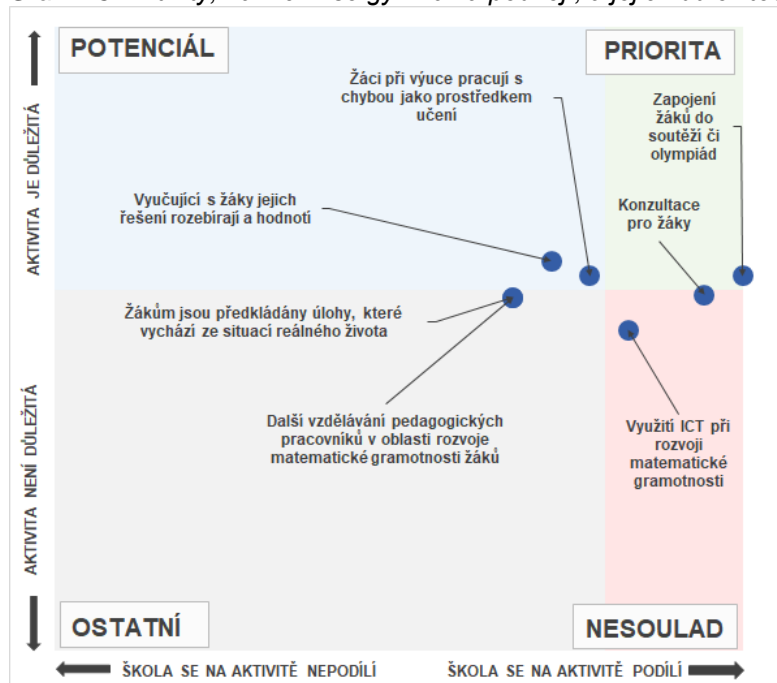 POTENCIÁL
PRIORITA
Žáci při výuce pracují s
chybou jako prostředkem
učení
Zapojení
žáků do
soutěží či
olympiád
Vyučující s žáky jejich
řešení rozebírají a hodnotí
Konzultace
pro žáky
Žákům jsou předkládány úlohy, které
vychází ze situací reálného života
Další vzdělávání pedagogických
pracovníků v oblasti rozvoje
matematické gramotnosti žáků
Využití ICT při
rozvoji
matematické
gramotnosti
OSTATNÍ
NESOULAD
AKTIVITA JE DŮLEŽITÁ
AKTIVITA NENÍ DŮLEŽITÁ
ŠKOLA SE NA AKTIVITĚ NEPODÍLÍ
ŠKOLA SE NA AKTIVITĚ PODÍLÍ